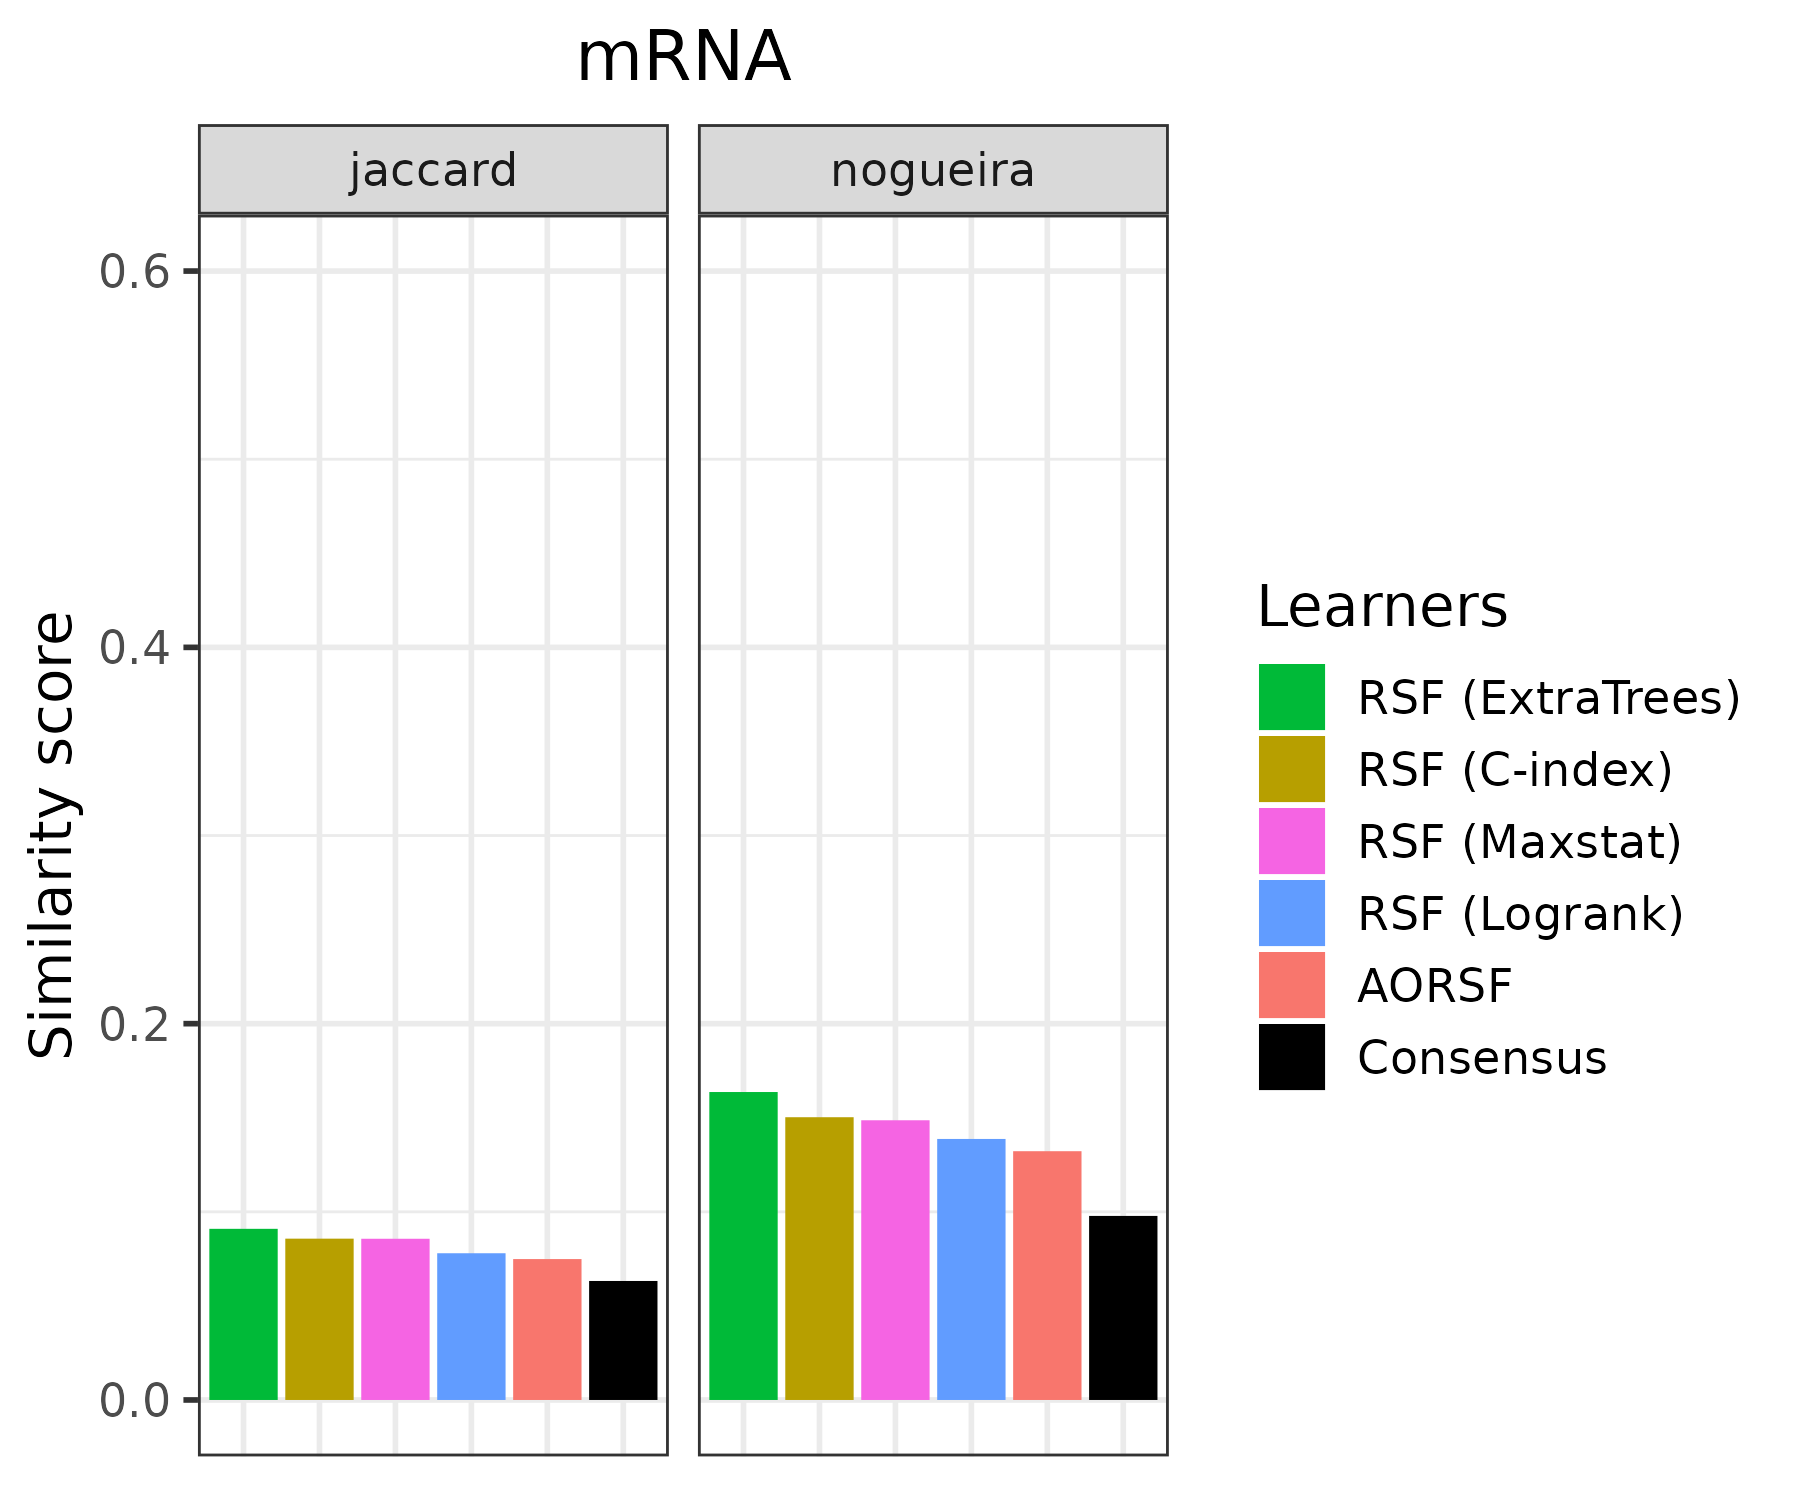 mRNA
jaccard
nogueira
0.6
0.4
0.2
0.0
Similarity score
Learners
RSF (ExtraTrees)
RSF (C-index)
RSF (Maxstat)
RSF (Logrank)
AORSF
Consensus